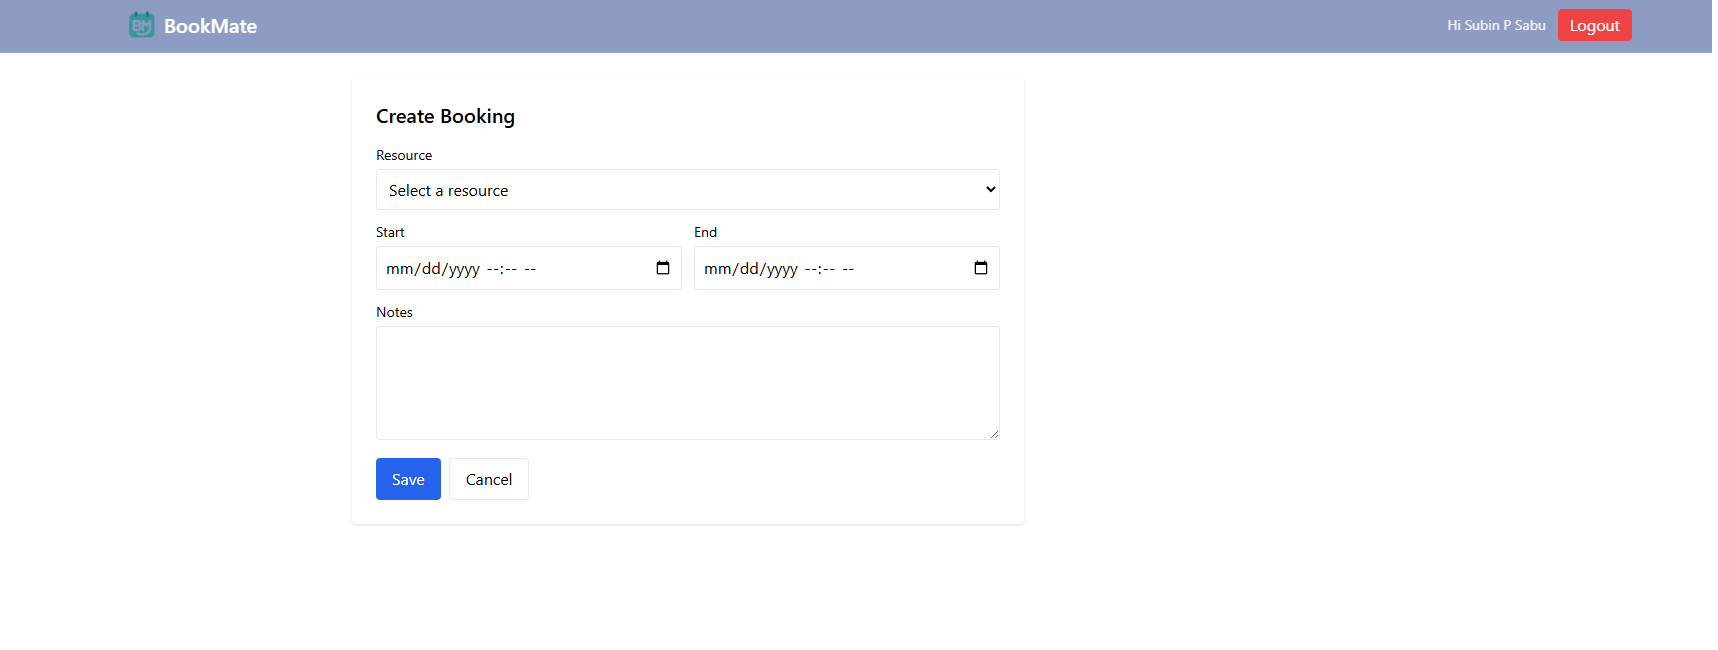 BM BookMate
Hi Subin P Sabu Logout
Create Booking
Resource
Select a resource
Start End
mm/dd/yyyy --:-- -- mm/dd/yyyy --:-- --
Notes
Save Cancel